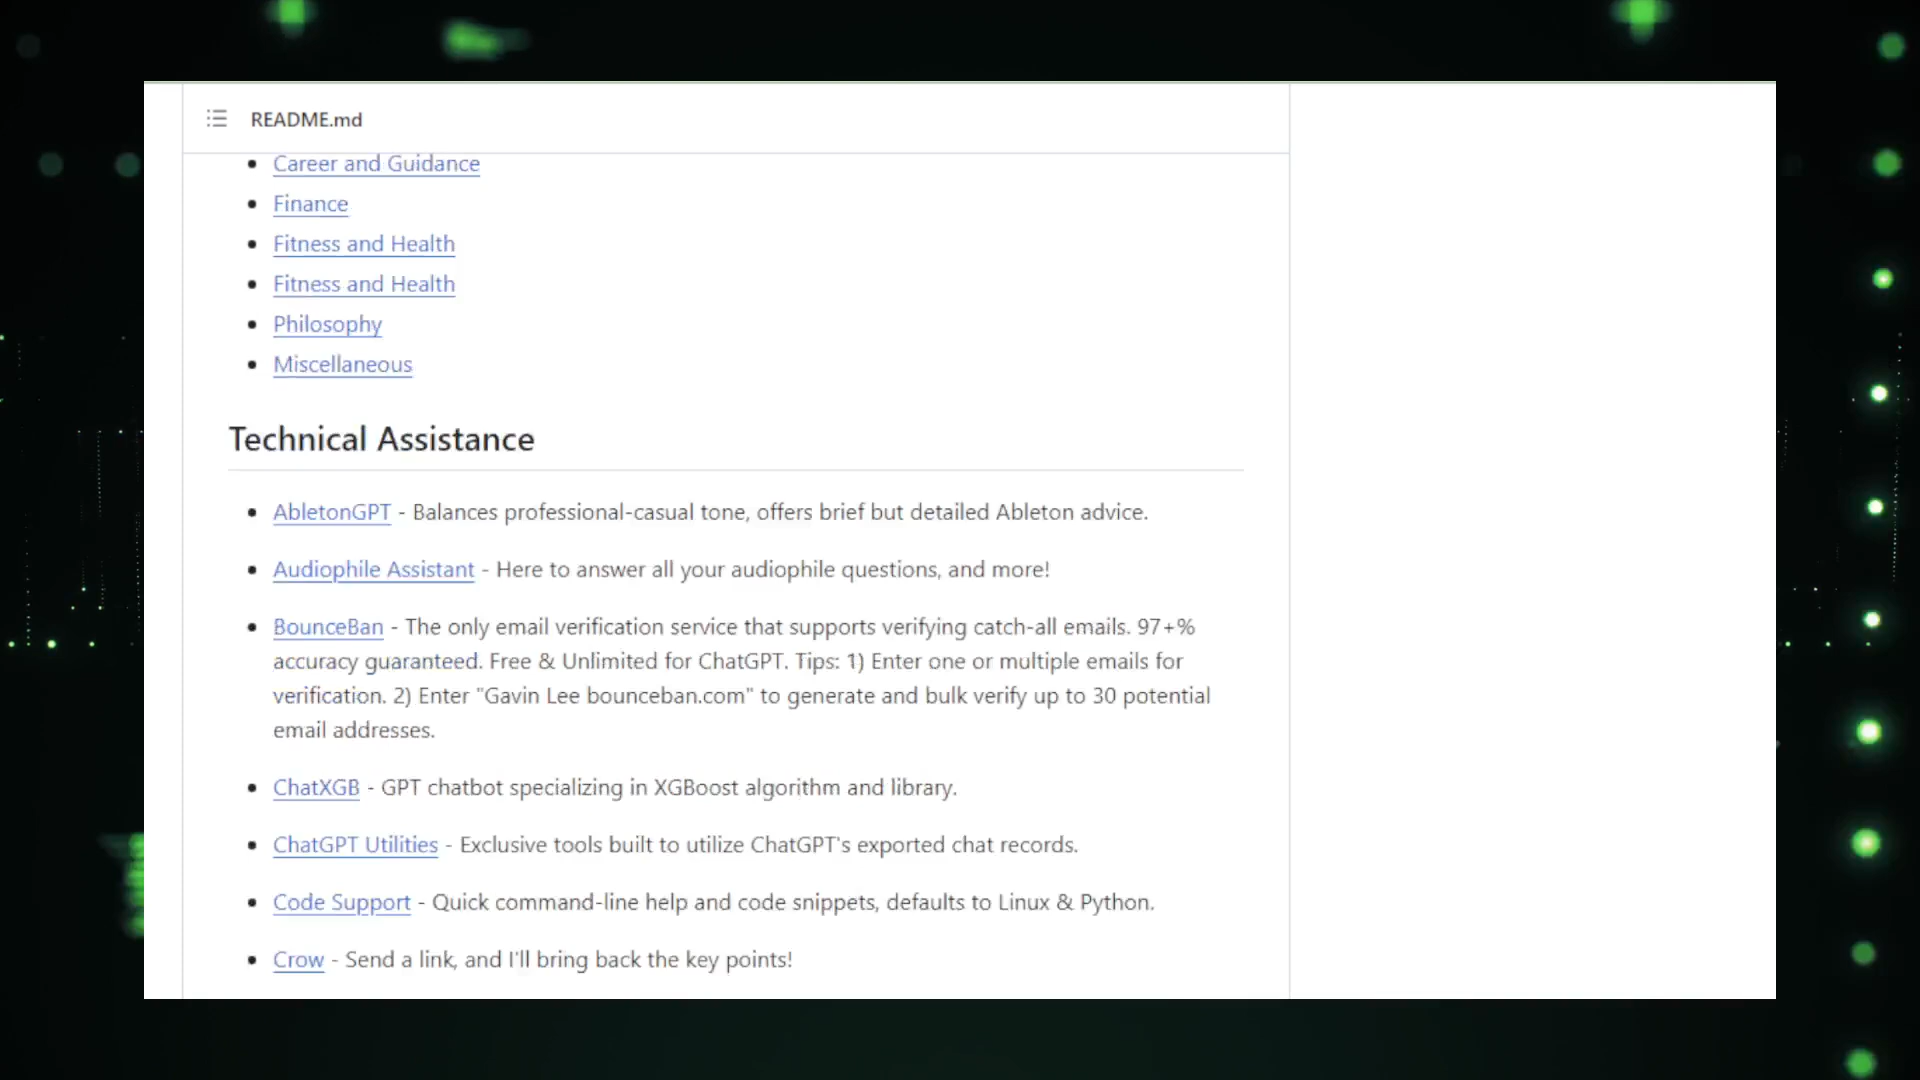 README.md
Career and Guidance
Finance
Fitness and Health
Fitness and Health
Philosophy
Miscellaneous
Technical Assistance
AbletonGPT - Balances professional-casual tone, offers brief but detailed Ableton advice.
Audiophile Assistant - Here to answer all your audiophile questions, and more!
BounceBan - The only email verification service that supports verifying catch-all emails. 97+%
accuracy guaranteed. Free & Unlimited for ChatGPT. Tips: 1) Enter one or multiple emails for
verification. 2) Enter "Gavin Lee bounceban.com" to generate and bulk verify up to 30 potential
email addresses.
ChatXGB - GPT chatbot specializing in XGBoost algorithm and library.
ChatGPT Utilities - Exclusive tools built to utilize ChatGPT's exported chat records.
Code Support - Quick command-line help and code snippets, defaults to Linux & Python.
Crow - Send a link, and I'll bring back the key points!